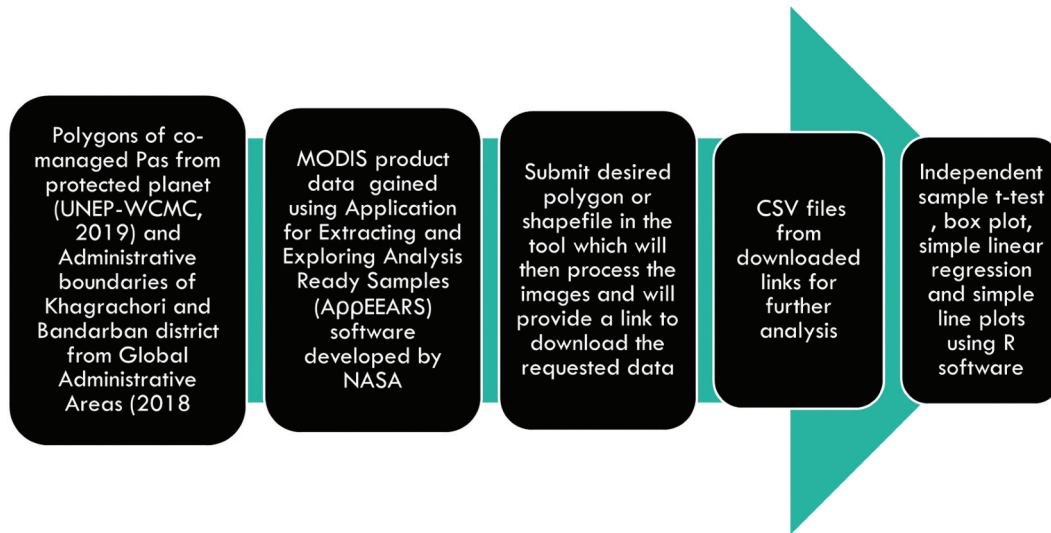 Polygons of co-
managed Pas from
protected planet
(UNEP-WCMC,
2019) and
Administrative
boundaries of
Khagrachori and
Bandarban district
from Global
Administrative
Areas (2018
MODIS product
data gained
using Application
for Extracting and
Exploring Analysis
Ready Samples
(AρρEEARS)
software
developed by
NASA
Submit desired
polygon or
shapefile in the
tool which will
then process the
images and will
provide a link to
download the
requested data
CSV files
from
downloaded
links for
further
analysis
Independent
sample t-test
, box plot,
simple linear
regression
and simple
line plots
using R
software